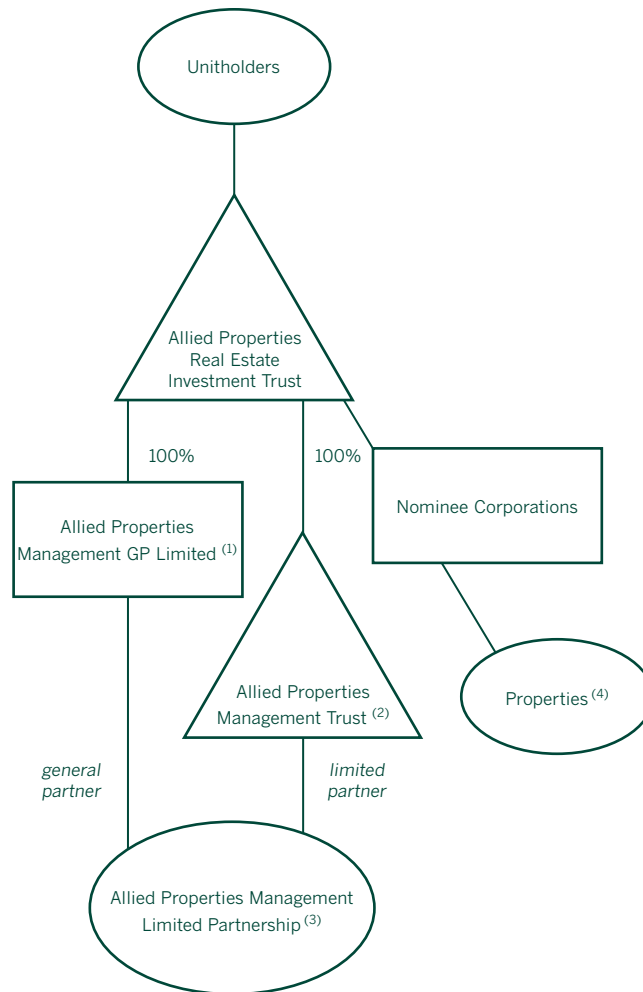 Unitholders
Allied Properties
Real Estate
Investment Trust
100%
100%
Allied Properties
Management GP Limited (1)
Nominee Corporations
Allied Properties
Management Trust (2)
Properties (4)
general
partner
limited
partner
Allied Properties Management
Limited Partnership (3)